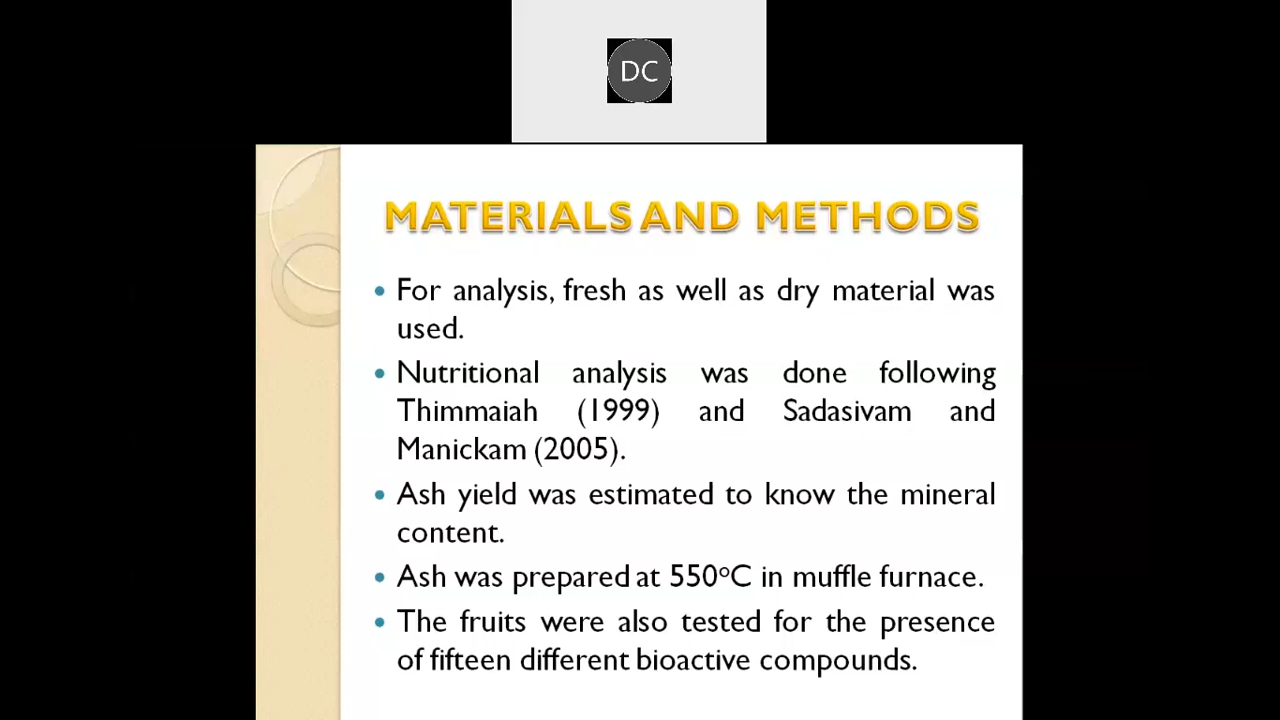 DC
MATERIALS AND METHODS
• For analysis, fresh as well as dry material was
used.
• Nutritional analysis was done following
Thimmaiah (1999) and Sadasivam and
Manickam (2005).
• Ash yield was estimated to know the mineral
content.
• Ash was prepared at 550°C in muffle furnace.
• The fruits were also tested for the presence
of fifteen different bioactive compounds.